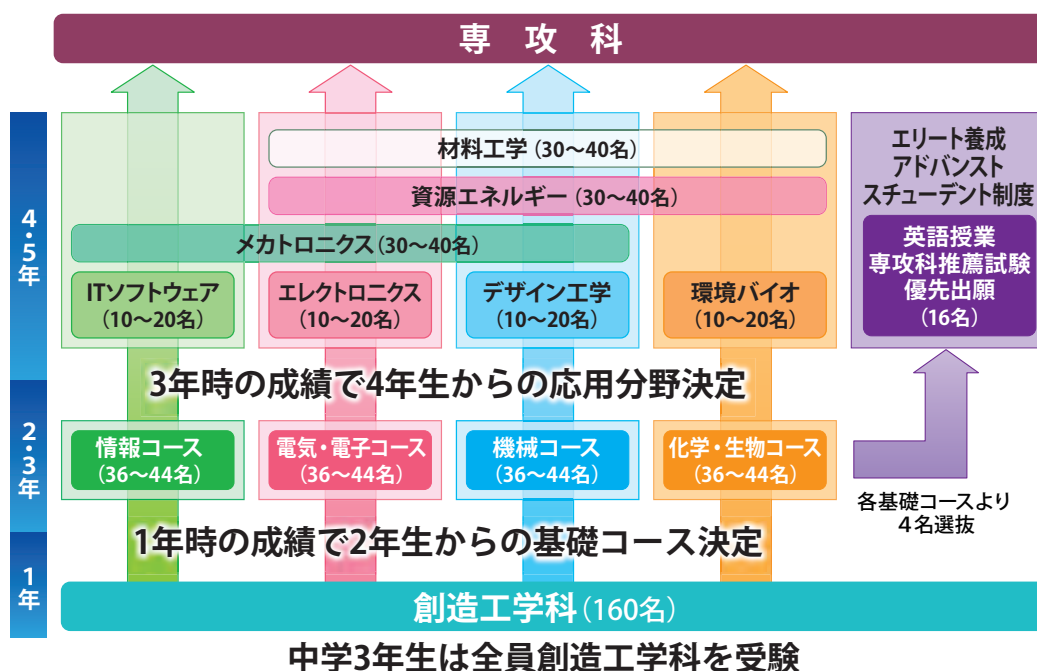 専攻科
4・5年
材料工学(30〜40名)
資源エネルギー(30〜40名)
メカトロニクス(30〜40名)
ITソフトウェア
(10〜20名)
エレクトロニクス
(10〜20名)
デザイン工学
(10〜20名)
環境バイオ
(10〜20名)
エリート養成
アドバンスト
スチューデント制度
英語授業
専攻科推薦試験
優先出願
(16名)
3年時の成績で4年生からの応用分野決定
2・3年
情報コース
(36〜44名)
電気・電子コース
(36〜44名)
機械コース
(36〜44名)
化学・生物コース
(36〜44名)
各基礎コースより
4名選抜
1年時の成績で2年生からの基礎コース決定
1年
創造工学科(160名)
中学3年生は全員創造工学科を受験